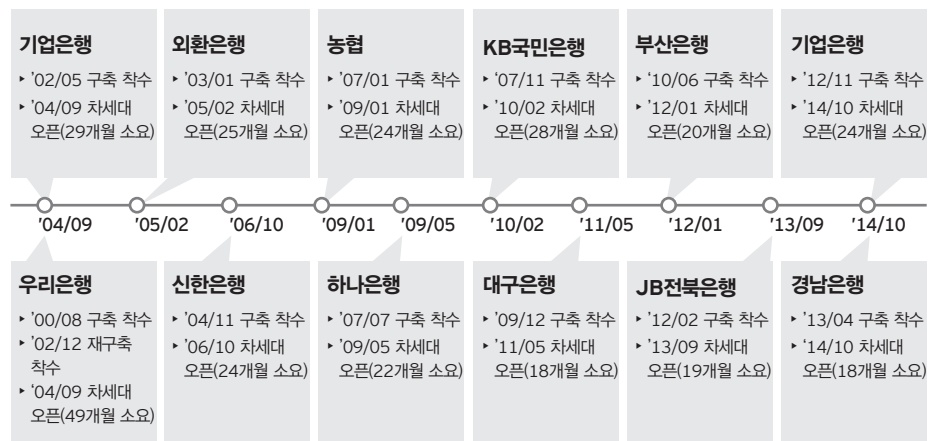 기업은행
▸ '02/05 구축 착수
▸ '04/09 차세대
오픈(29개월 소요)
외환은행
▸ '03/01 구축 착수
▸ '05/02 차세대
오픈(25개월 소요)
농협
▸ '07/01 구축 착수
▸ '09/01 차세대
오픈(24개월 소요)
KB국민은행
▸ ‘07/11 구축 착수
▸ '10/02 차세대
오픈(28개월 소요)
부산은행
▸ ‘10/06 구축 착수
▸ '12/01 차세대
오픈(20개월 소요)
기업은행
▸ '12/11 구축 착수
▸ '14/10 차세대
오픈(24개월 소요)
'04/09 '05/02 '06/10 '09/01 '09/05 '10/02 '11/05 '12/01 '13/09 '14/10
우리은행
▸ '00/08 구축 착수
▸ '02/12 재구축
착수
▸ ‘04/09 차세대
오픈(49개월 소요)
신한은행
▸ '04/11 구축 착수
▸ '06/10 차세대
오픈(24개월 소요)
하나은행
▸ '07/07 구축 착수
▸ '09/05 차세대
오픈(22개월 소요)
대구은행
▸ '09/12 구축 착수
▸ '11/05 차세대
오픈(18개월 소요)
JB전북은행
▸ '12/02 구축 착수
▸ '13/09 차세대
오픈(19개월 소요)
경남은행
▸ '13/04 구축 착수
▸ ‘14/10 차세대
오픈(18개월 소요)